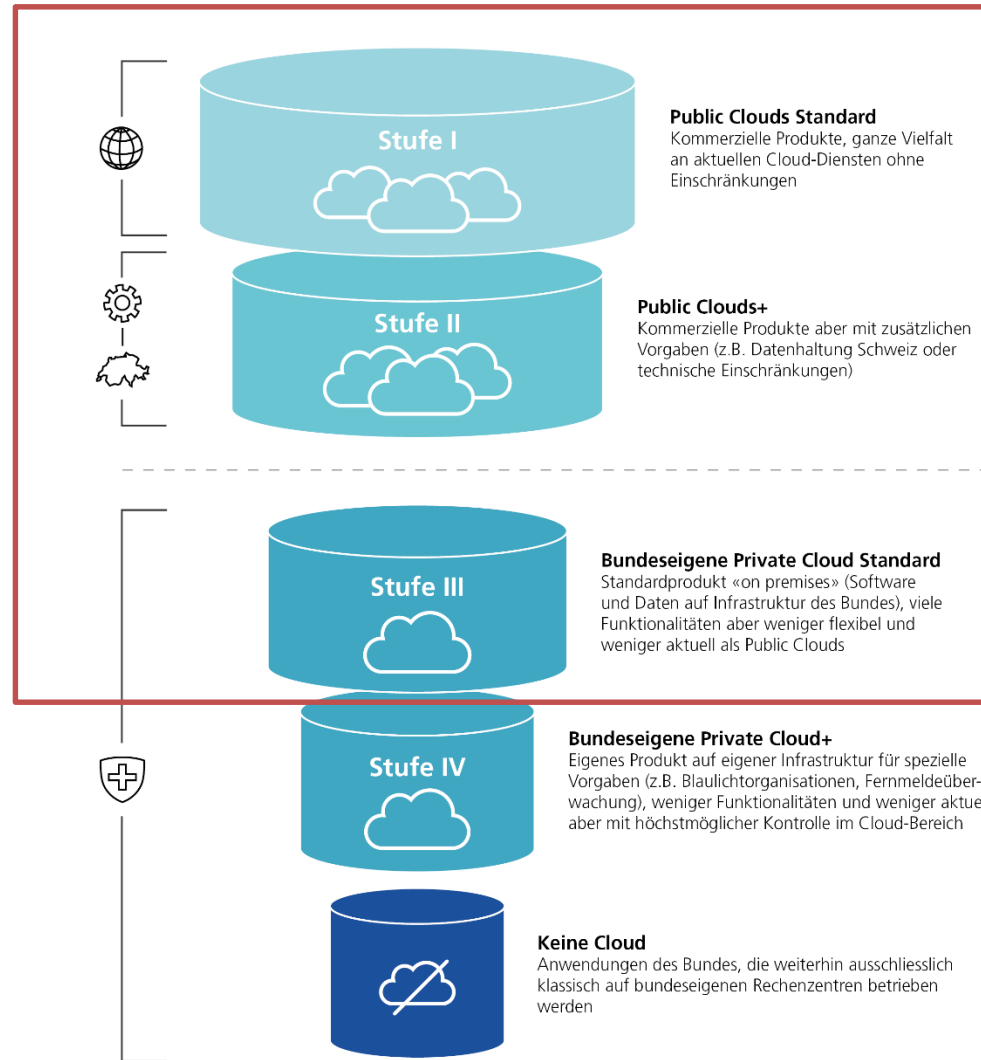 Stufe I
Public Clouds Standard
Kommerzielle Produkte, ganze Vielfalt
an aktuellen Cloud-Diensten ohne
Einschränkungen
Stufe II
Public Clouds+
Kommerzielle Produkte aber mit zusätzlichen
Vorgaben (z.B. Datenhaltung Schweiz oder
technische Einschränkungen)
Stufe III
Bundeseigene Private Cloud Standard
Standardprodukt «on premises» (Software
und Daten auf Infrastruktur des Bundes), viele
Funktionalitäten aber weniger flexibel und
weniger aktuell als Public Clouds
Stufe IV
Bundeseigene Private Cloud+
Eigenes Produkt auf eigener Infrastruktur für spezielle
Vorgaben (z.B. Blaulichtorganisationen, Fernmeldeüber-
wachung), weniger Funktionalitäten und weniger aktue
aber mit höchstmöglicher Kontrolle im Cloud-Bereich
Keine Cloud
Anwendungen des Bundes, die weiterhin ausschliesslich
klassisch auf bundeseigenen Rechenzentren betrieben
werden